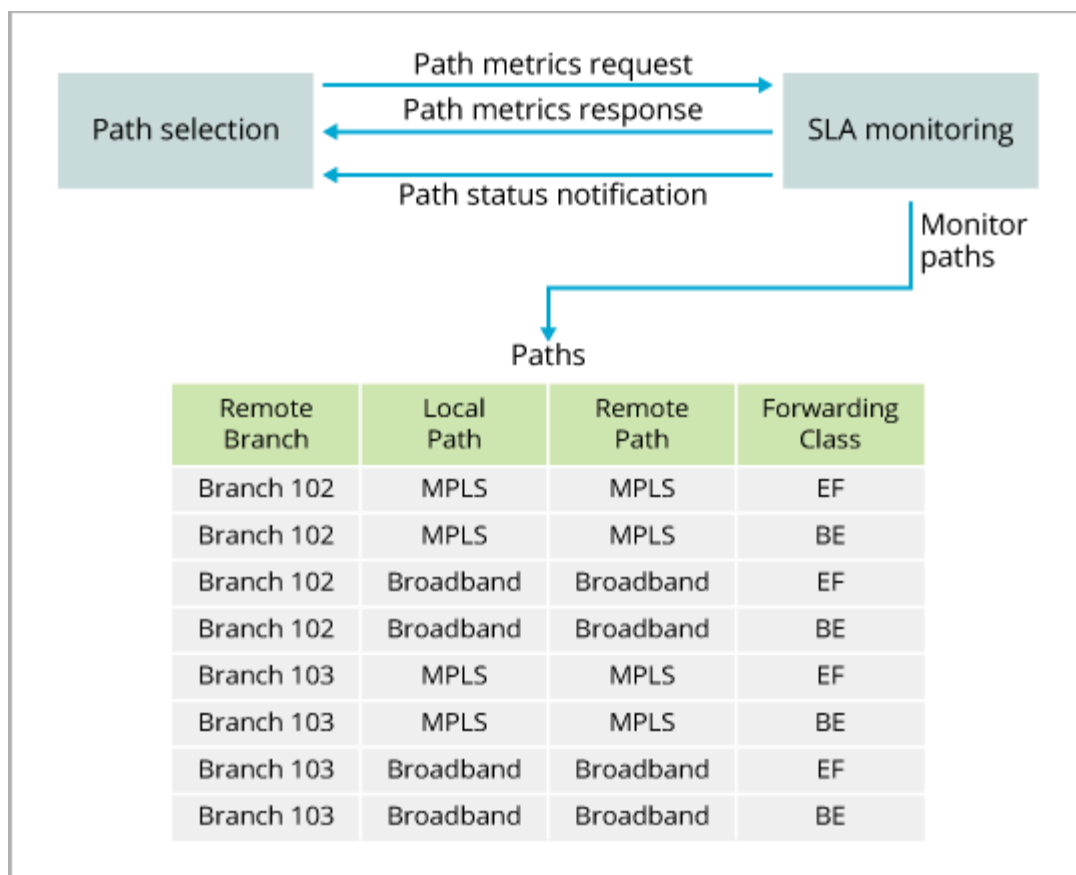 Path metrics request
Path selection
Path metrics response
SLA monitoring
Path status notification
Monitor
paths
Paths
Remote Branch Local Path Remote Path Forwarding Class
Branch 102 MPLS MPLS EF
Branch 102 MPLS MPLS BE
Branch 102 Broadband Broadband EF
Branch 102 Broadband Broadband BE
Branch 103 MPLS MPLS EF
Branch 103 MPLS MPLS BE
Branch 103 Broadband Broadband EF
Branch 103 Broadband Broadband BE